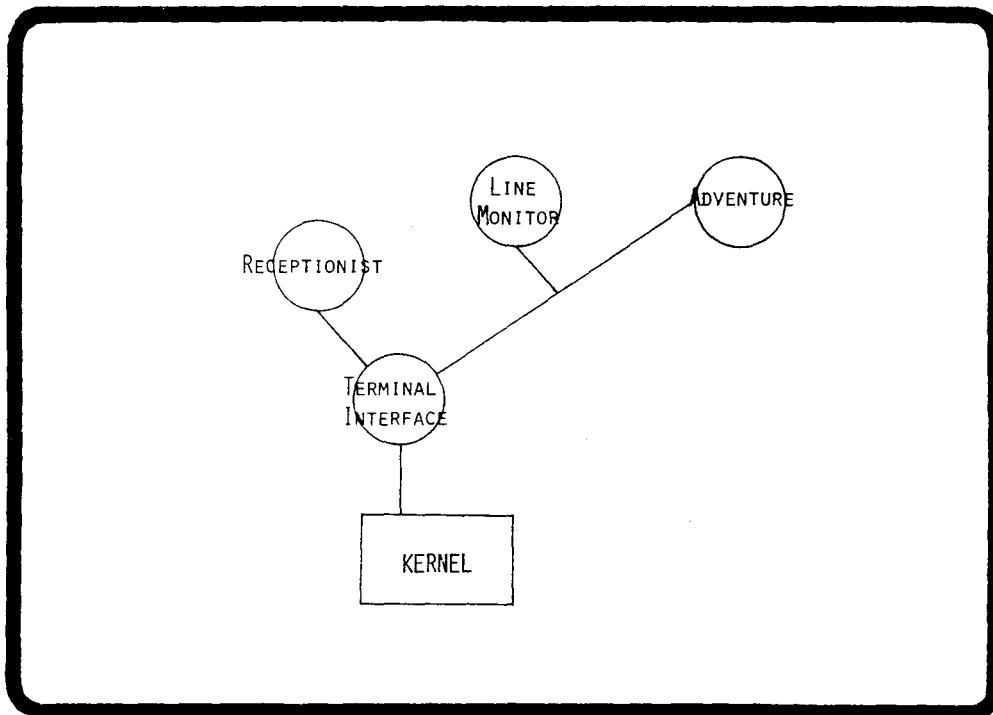 LINE
MONITOR
ADVENTURE
RECEPTIONIST
TERMINAL
INTERFACE
KERNEL